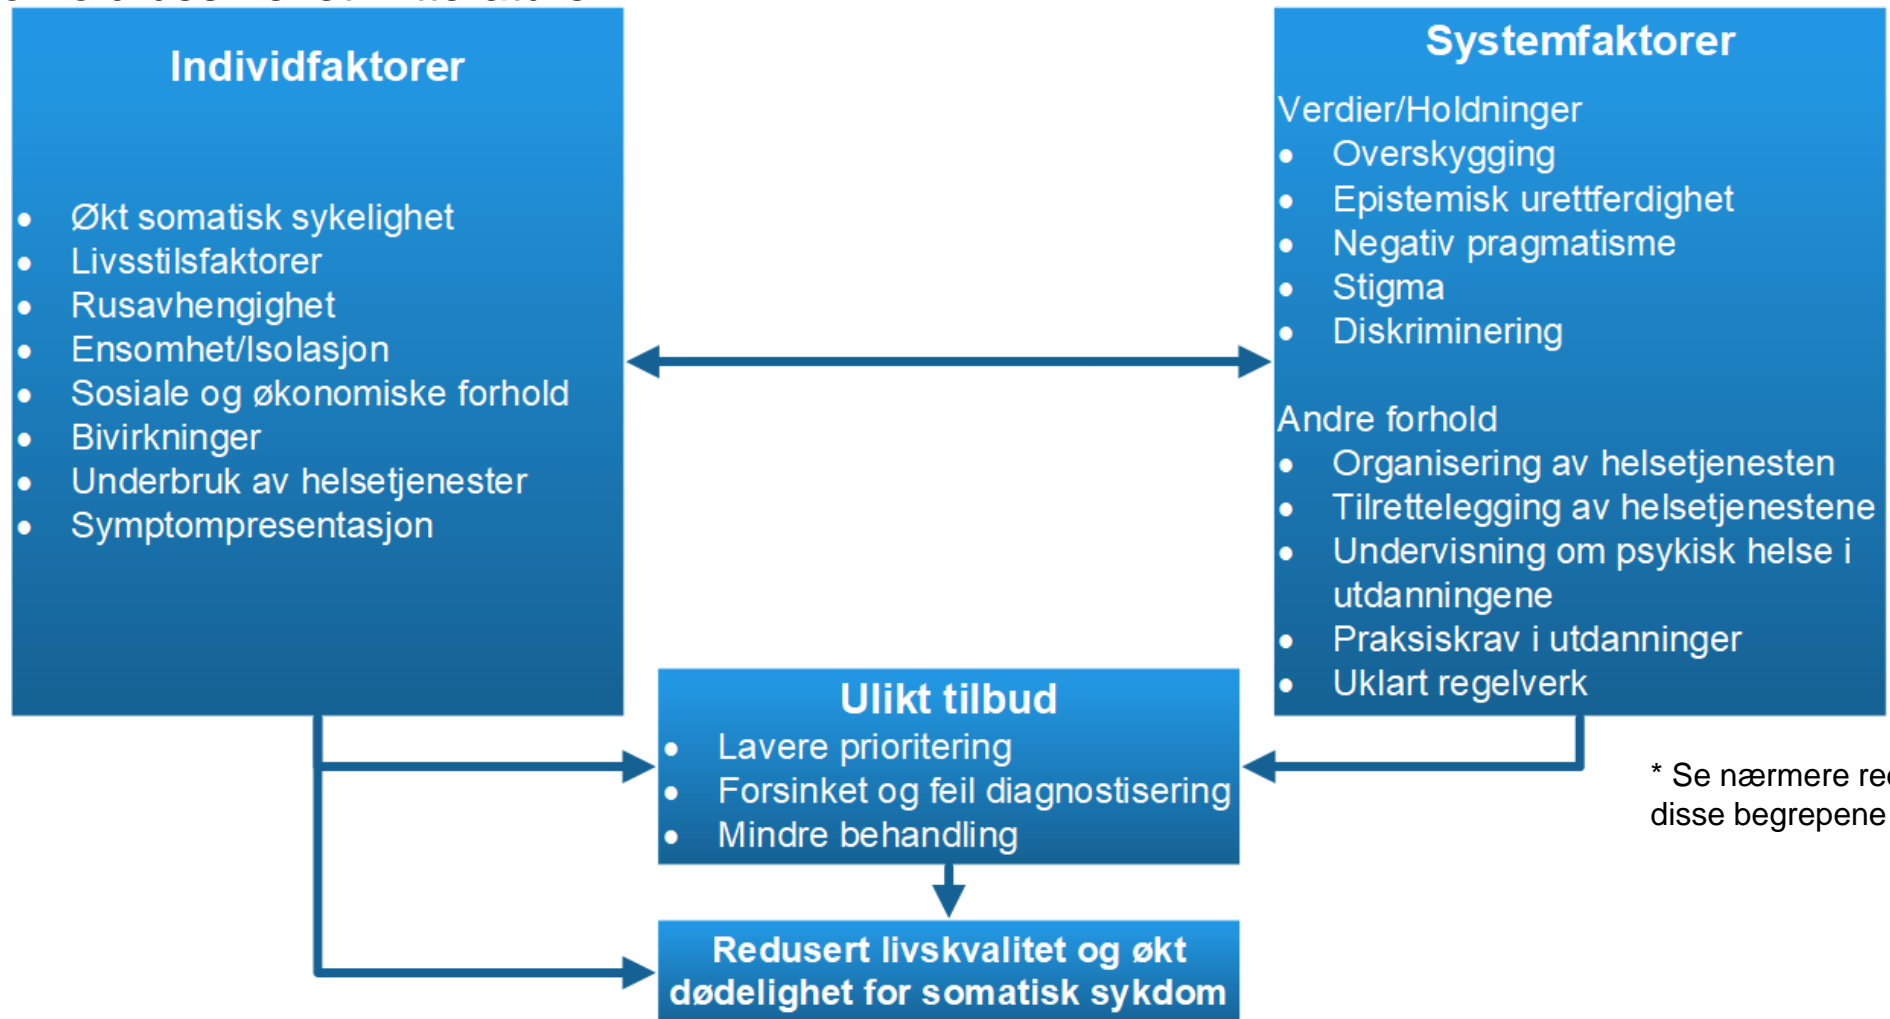 Individfaktorer
• Økt somatisk sykelighet
• Livsstilsfaktorer
• Rusavhengighet
• Ensomhet/Isolasjon
• Sosiale og økonomiske forhold
• Bivirkninger
• Underbruk av helsetjenester
• Symptompresentasjon
Systemfaktorer
Verdier/Holdninger
• Overskygging
• Epistemisk urettferdighet
• Negativ pragmatisme
• Stigma
• Diskriminering
Andre forhold
• Organisering av helsetjenesten
• Tilrettelegging av helsetjenestene
• Undervisning om psykisk helse i
utdanningene
• Praksiskrav i utdanninger
• Uklart regelverk
Ulikt tilbud
• Lavere prioritering
• Forsinket og feil diagnostisering
• Mindre behandling
* Se nærmere
disse begrepene
Redusert livskvalitet og økt
dødelighet for somatisk sykdom